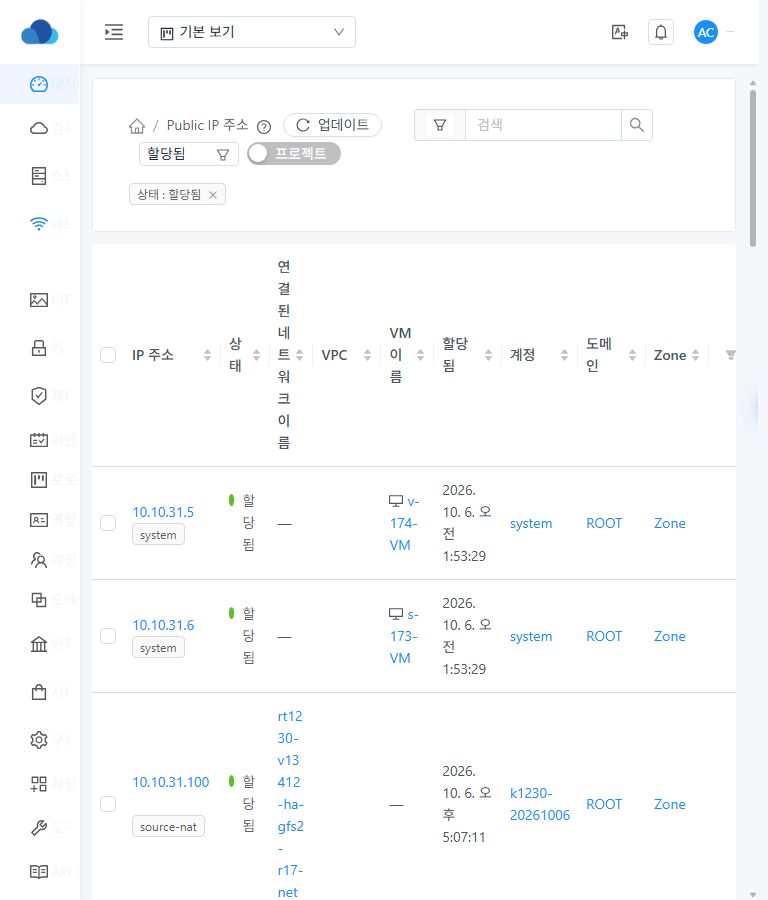 기본 보기
AC
/ Public IP 주소
업데이트
검색
할당됨
프로젝트
상태 : 할당됨
IP 주소
상
태
연
결
된
네
트
워
크
이
름
VPC
VM
이
름
할당
됨
계정
도메
인
Zone
10.10.31.5
system
할
당
됨
—
v-
174-
VM
2026.
10. 6. 오
전
1:53:29
system
ROOT
Zone
10.10.31.6
system
할
당
됨
—
s-
173-
VM
2026.
10. 6. 오
전
1:53:29
system
ROOT
Zone
10.10.31.100
source-nat
할
당
됨
rt12
30-
v13
412
-ha-
gfs2
-
r17-
net
—
2026.
10. 6. 오
후
5:07:11
k1230-
20261006
ROOT
Zone